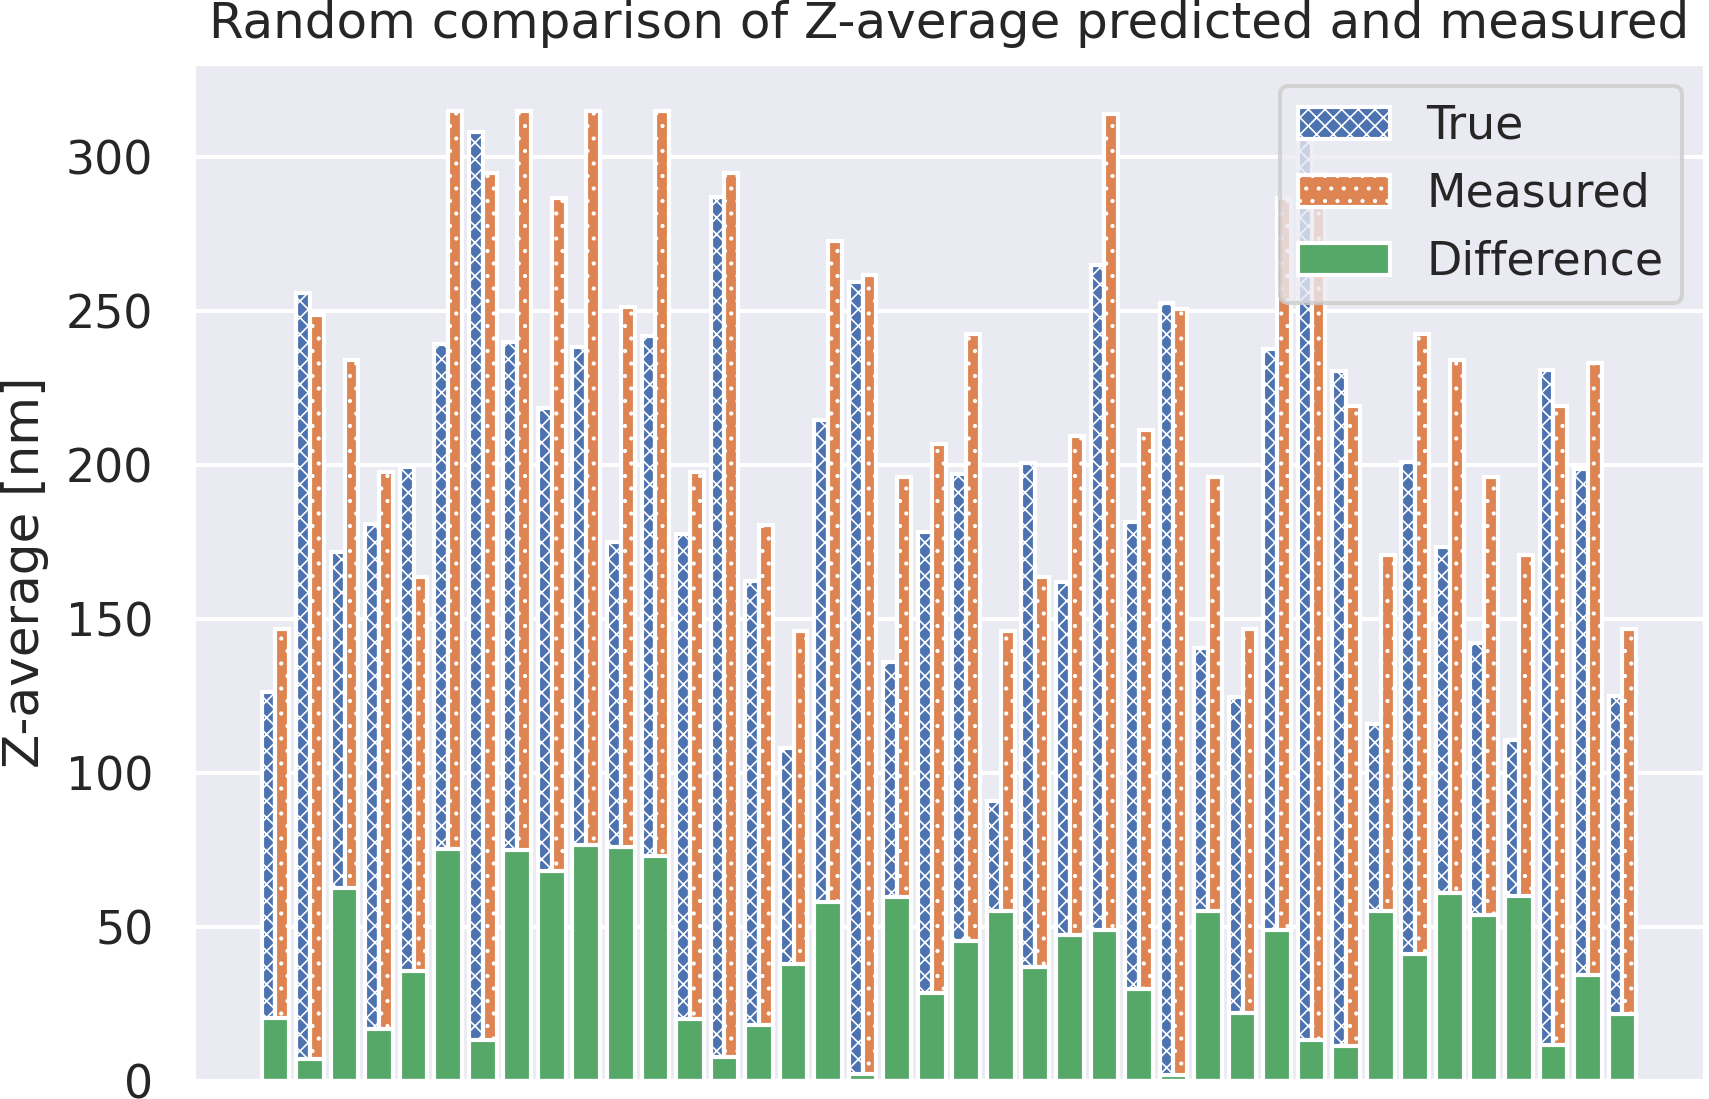 Random comparison of Z-average predicted and measured
True
Measured
Difference
Z-average [nm]
300
250
200
150
100
50
0